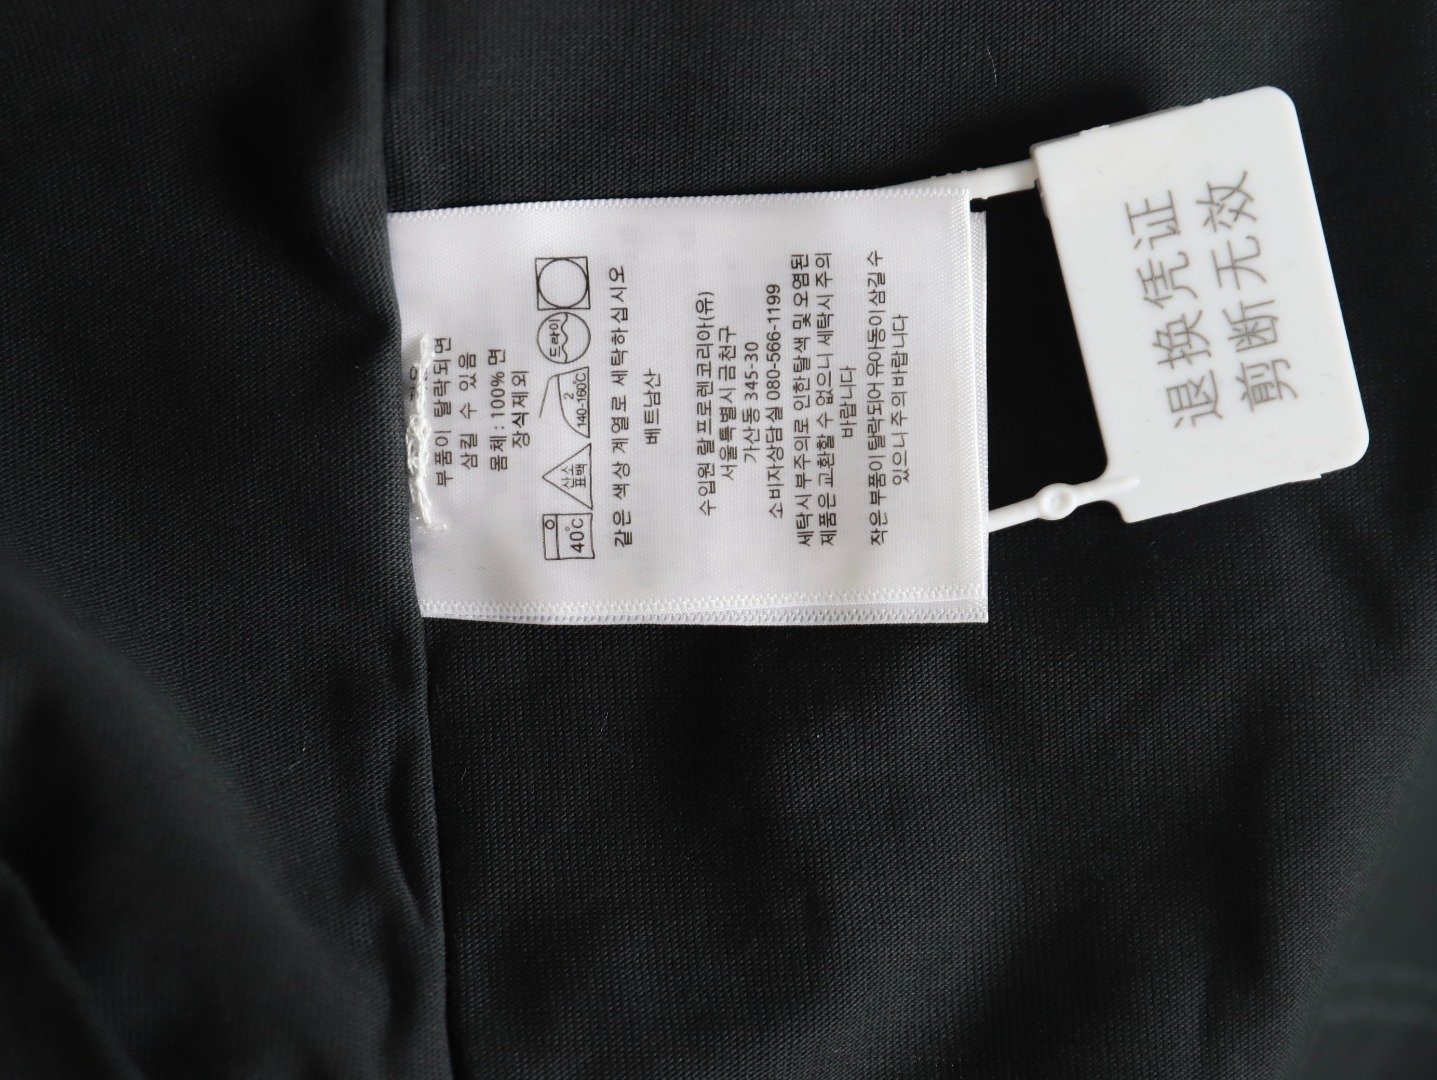 부품이 탈락되면
삼킬 수 있음
몸체 : 100% 면
장식제외
40℃
산소
표백
2
140-160℃
드라이
같은 색상 계열로 세탁하십시오
베트남산
수입원 랄프로렌코리아(유)
서울특별시 금천구
가산동 345-30
소비자상담실 080-566-1199
세탁시 부주의로 인한 탈색 및 오염된
제품은 교환할 수 없으니 세탁시 주의
바랍니다
작은 부품이 탈락되어 유아동이 삼길 수
있으니 주의 바랍니다
退换凭证
剪断无效